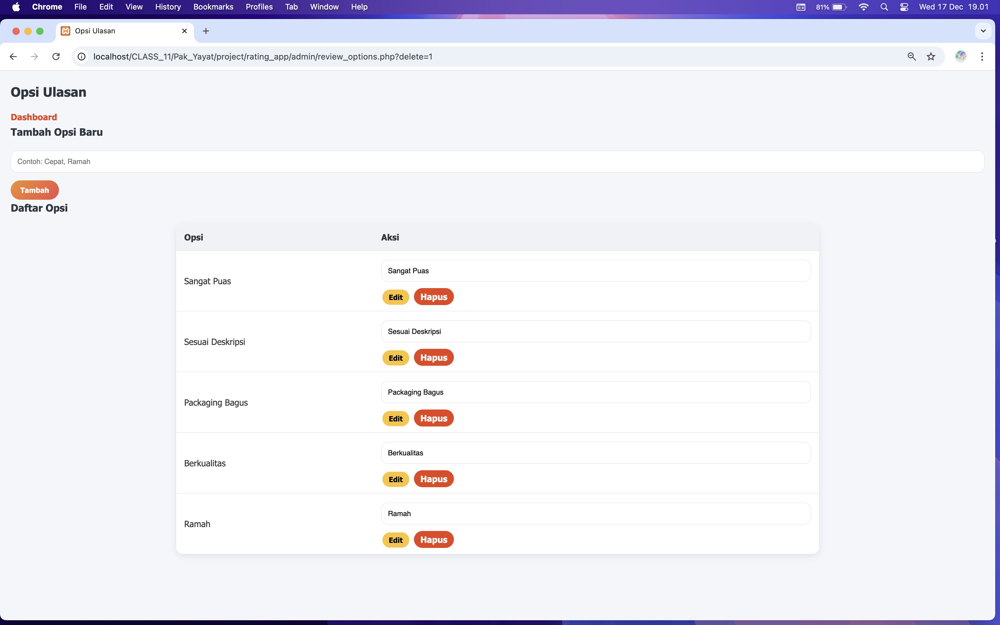 Chrome File Edit View History Bookmarks Profiles Tab Window Help 81% Wed 17 Dec 19.01
Opsi Ulasan
localhost/CLASS_11/Pak_Yayat/project/rating_app/admin/review_options.php?delete=1
Opsi Ulasan
Dashboard
Tambah Opsi Baru
Contoh: Cepat, Ramah
Tambah
Daftar Opsi
Opsi Aksi
Sangat Puas
Sangat Puas
Edit Hapus
Sesuai Deskripsi
Sesuai Deskripsi
Edit Hapus
Packaging Bagus
Packaging Bagus
Edit Hapus
Berkualitas
Berkualitas
Edit Hapus
Ramah
Ramah
Edit Hapus